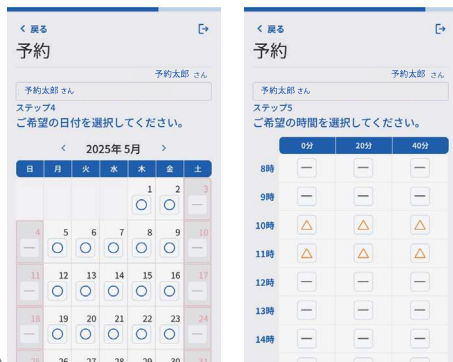 戻る
予約
予約太郎 さん
予約太郎 さん
ステップ4
ご希望の日付を選択してください。
2025年 5月
日 月 火 水 木 金 土
1 2 3
4 5 6 7 8 9 10
11 12 13 14 15 16 17
18 19 20 21 22 23 24
25 26 27 28 29 30 31
戻る
予約
予約太郎 さん
予約太郎 さん
ステップ5
ご希望の時間を選択してください。
0分 20分 40分
8時
9時
10時 △ △ △
11時 △ △ △
12時
13時
14時